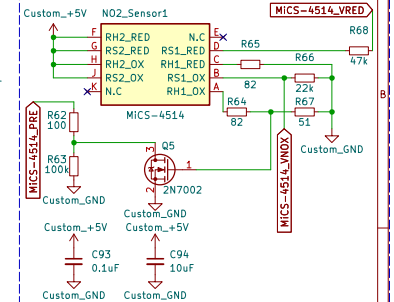 Custom_+5V
NO2_Sensor1
MiCS-4514_VRED
F
RH2_RED
N.C
E
G
RS2_RED
RS1_RED
D
R68
47k
H
RH2_OX
RH1_RED
C
R65
82
J
RS2_OX
RS1_OX
B
R66
22k
K
N.C
RH1_OX
A
R64
82
R67
51
MiCS-4514
B
MiCS-4514_PRE
R62
100
R63
100k
Custom_GND
Q5
3
1
2
2N7002
Custom_GND
MiCS-4514_VNOX
Custom_GND
Custom_+5V
Custom_+5V
C93
0.1uF
C94
10uF
Custom_GND
Custom_GND